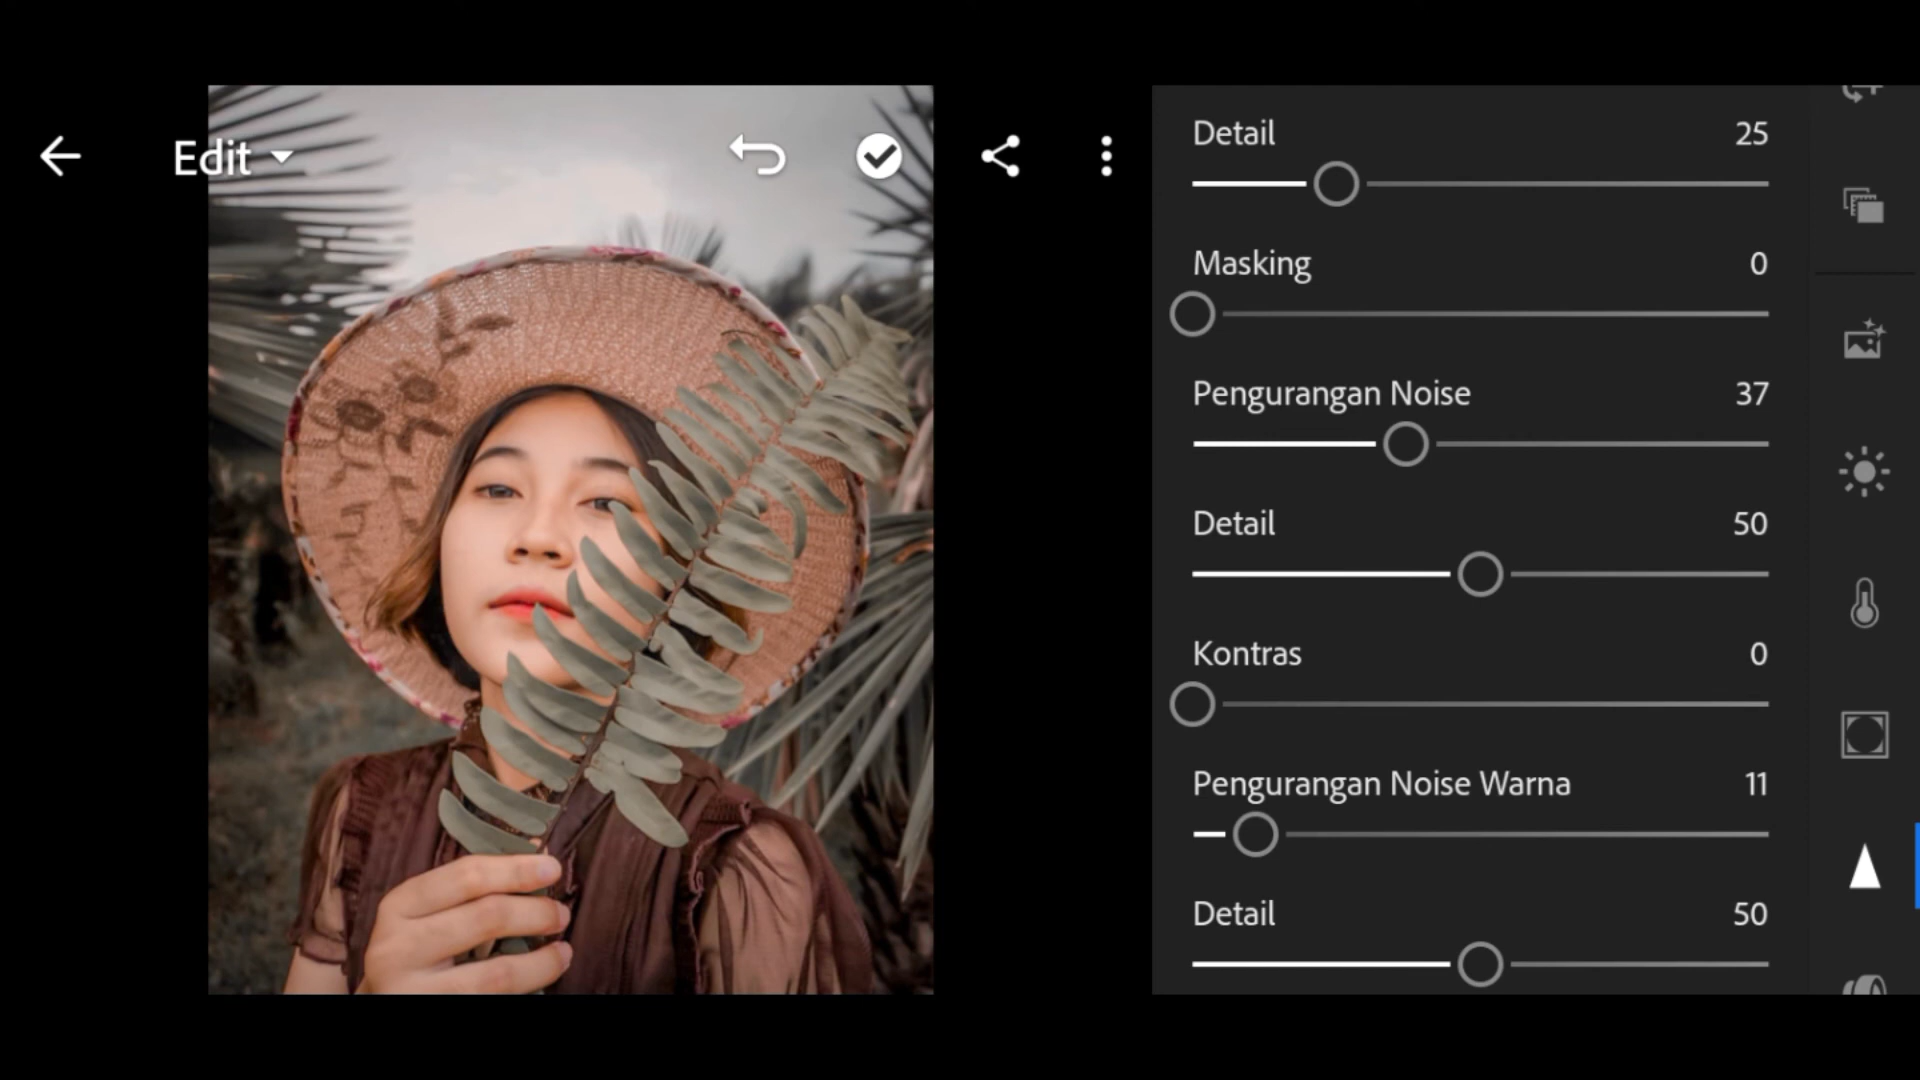 Edit
Detail 25
Masking 0
Pengurangan Noise 37
Detail 50
Kontras 0
Pengurangan Noise Warna 11
Detail 50